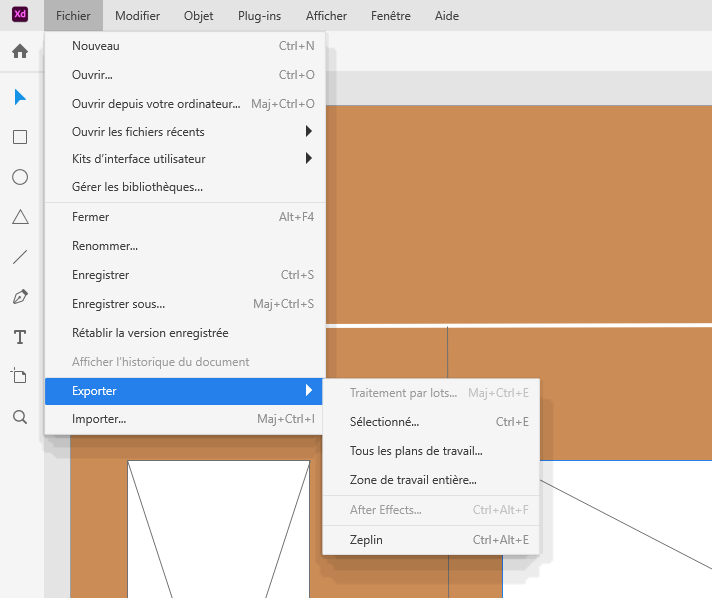 Xd
Fichier Modifier Objet Plug-ins Afficher Fenêtre Aide
Nouveau Ctrl+N
Ouvrir... Ctrl+O
Ouvrir depuis votre ordinateur... Maj+Ctrl+O
Ouvrir les fichiers récents
Kits d’interface utilisateur
Gérer les bibliothèques...
Fermer Alt+F4
Renommer...
Enregistrer Ctrl+S
Enregistrer sous... Maj+Ctrl+S
Rétablir la version enregistrée
Afficher l’historique du document
Exporter
Importer... Maj+Ctrl+I
Traitement par lots... Maj+Ctrl+E
Sélectionné... Ctrl+E
Tous les plans de travail...
Zone de travail entière...
After Effects... Ctrl+Alt+F
Zeplin Ctrl+Alt+E